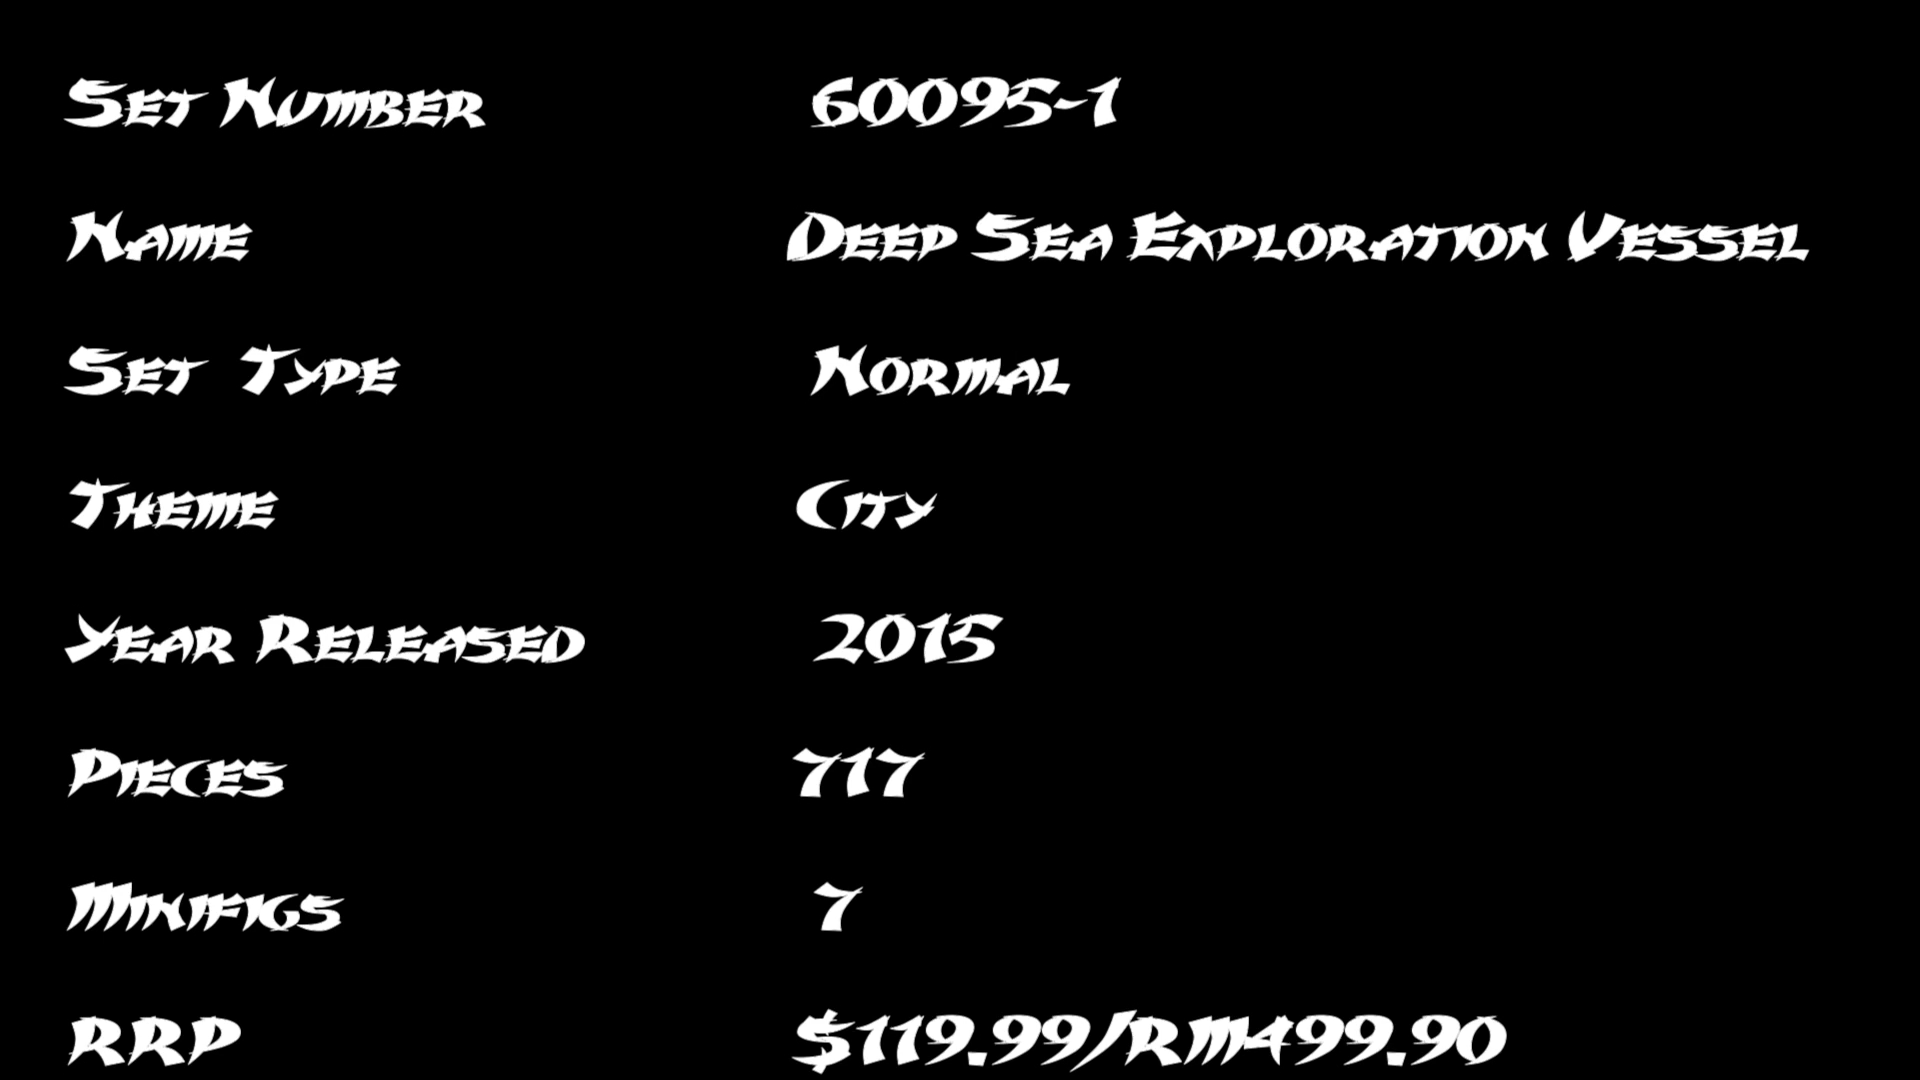 Set Number 60095-1
Name Deep Sea Exploration Vessel
Set Type Normal
Theme City
Year Released 2015
Pieces 717
Minifigs 7
RRP $119.99/RM499.90